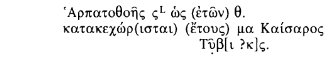 Ἁρπατοθοῆς ς^L ὡς (ἐτῶν) θ.
κατακεχώρ(ισται) (ἔτους) μα Καίσαρος
Τῦβ[ι ?κ]ς.